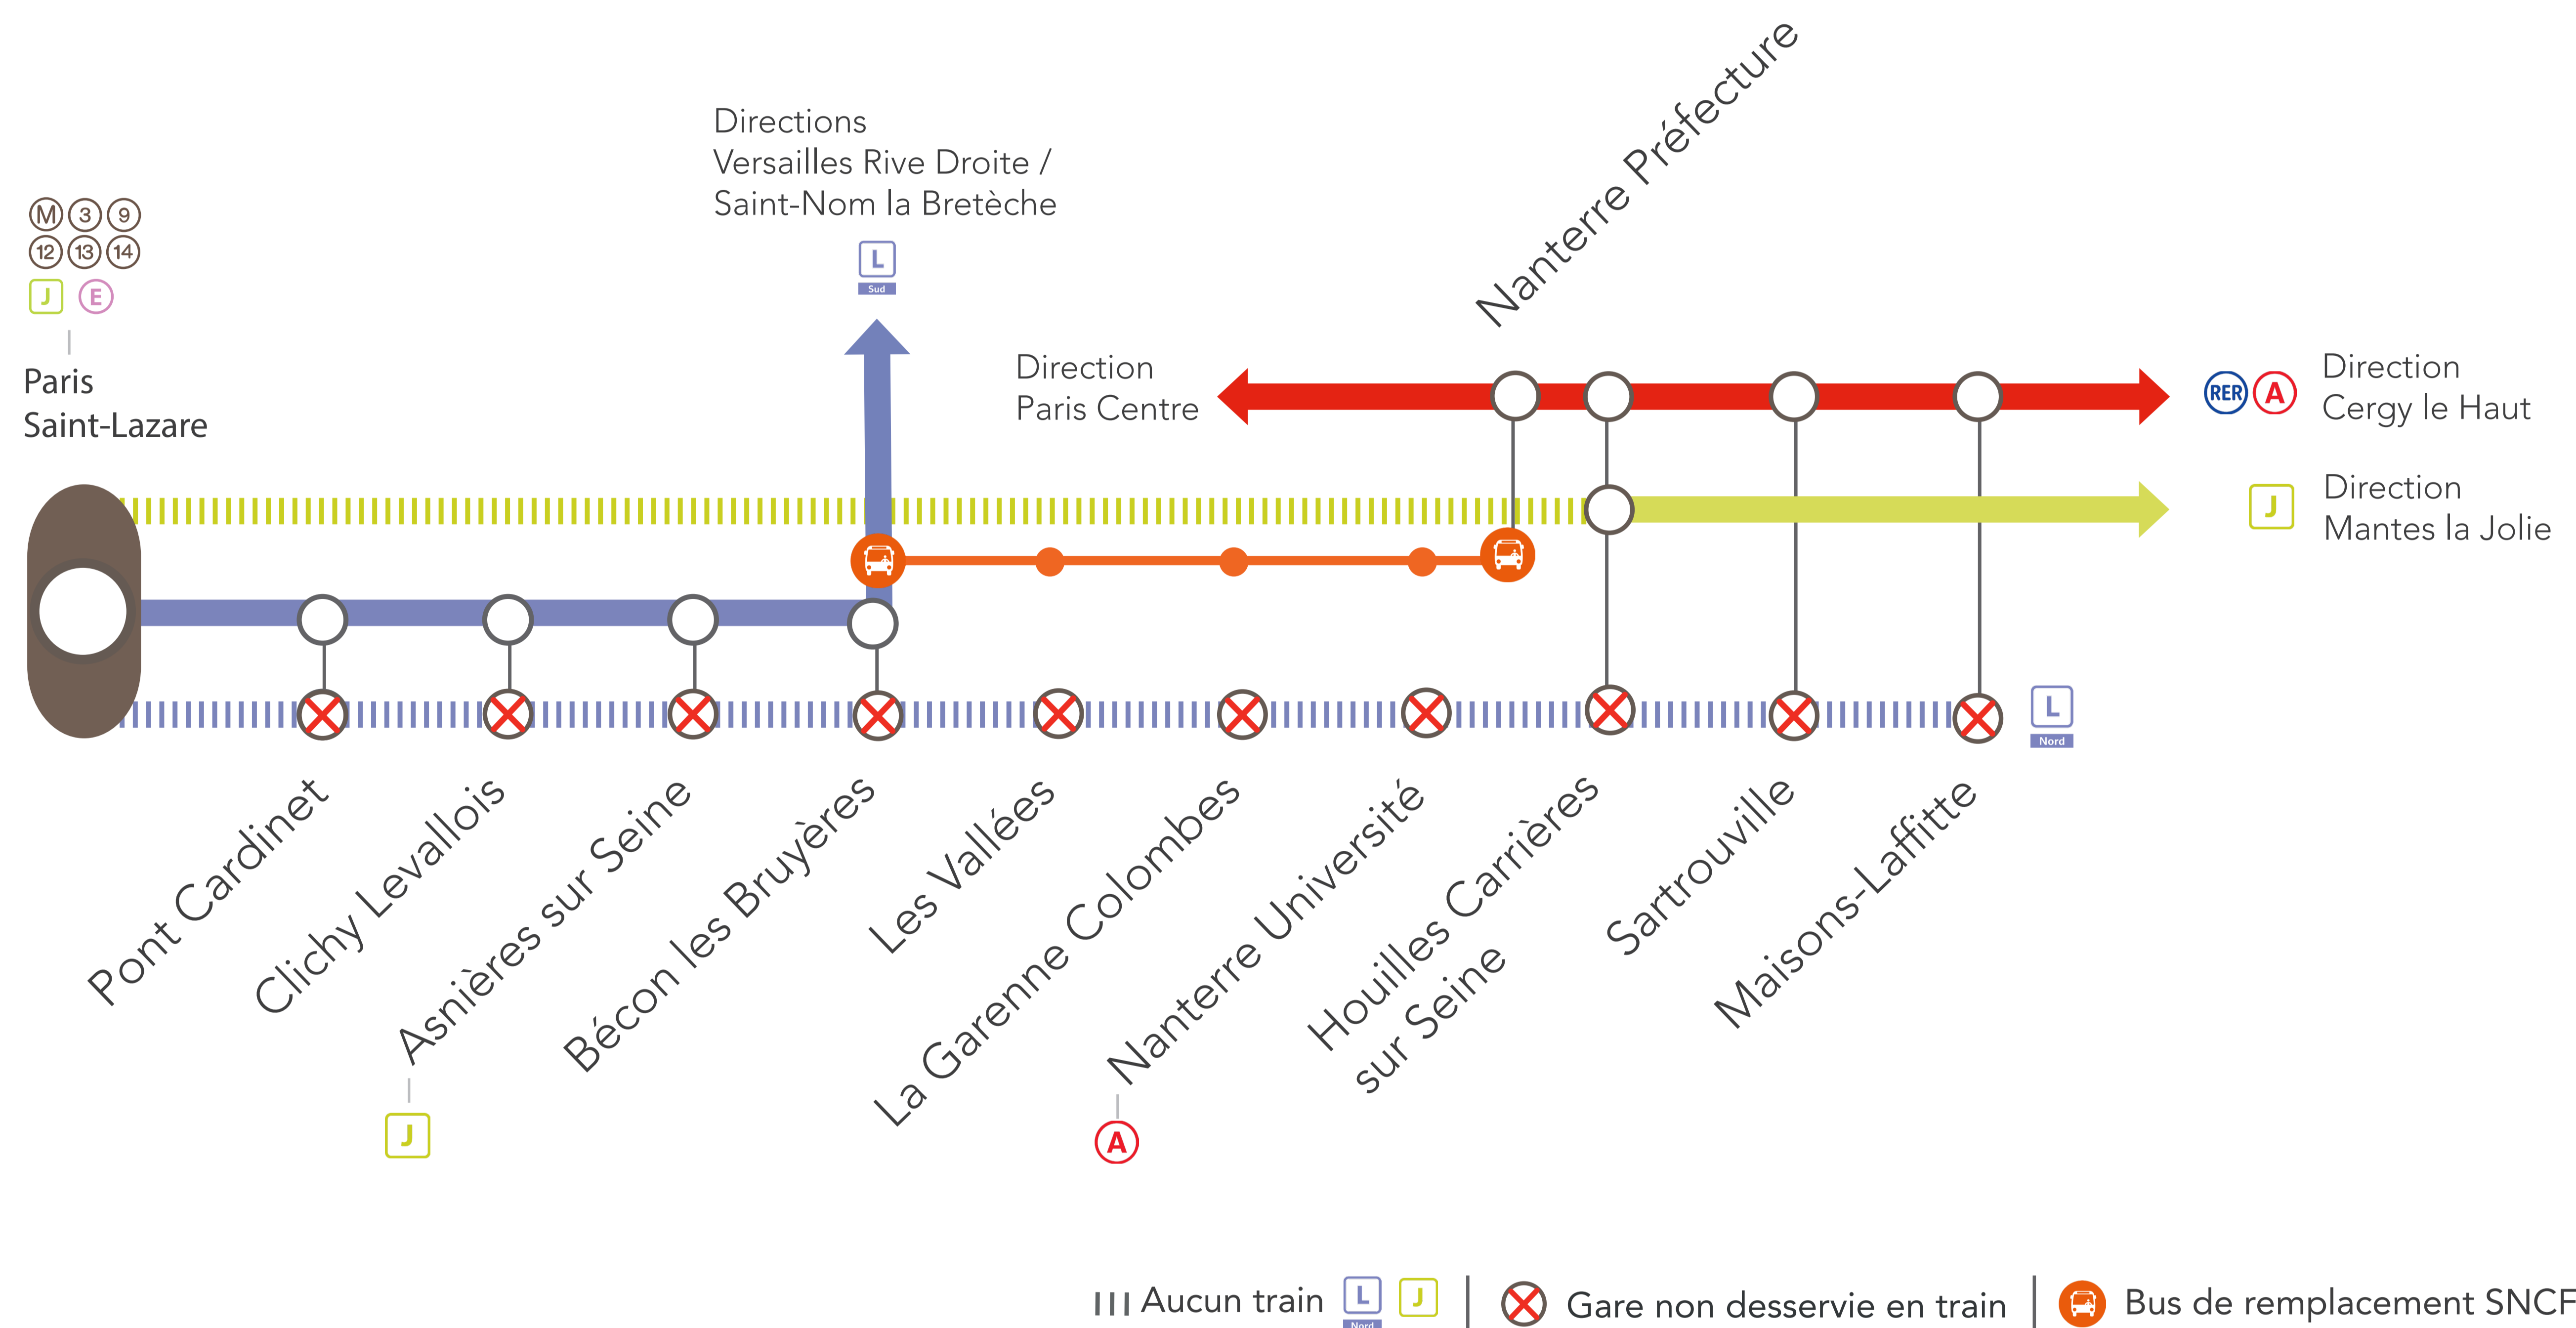 Nanterre Préfecture
Directions
Versailles Rive Droite /
Saint-Nom la Bretèche
L
Sud
M 3 9
12 13 14
J E
Paris
Saint-Lazare
Direction
Paris Centre
RER A
Direction
Cergy le Haut
J
Direction
Mantes la Jolie
L
Nord
Pont Cardinet
Clichy Levallois
Asnières sur Seine
J
Bécon les Bruyères
Les Vallées
La Garenne Colombes
Nanterre Université
A
Houilles Carrières
sur Seine
Sartrouville
Maisons-Laffitte
Aucun train L J
Nord
Gare non desservie en train
Bus de remplacement SNCF